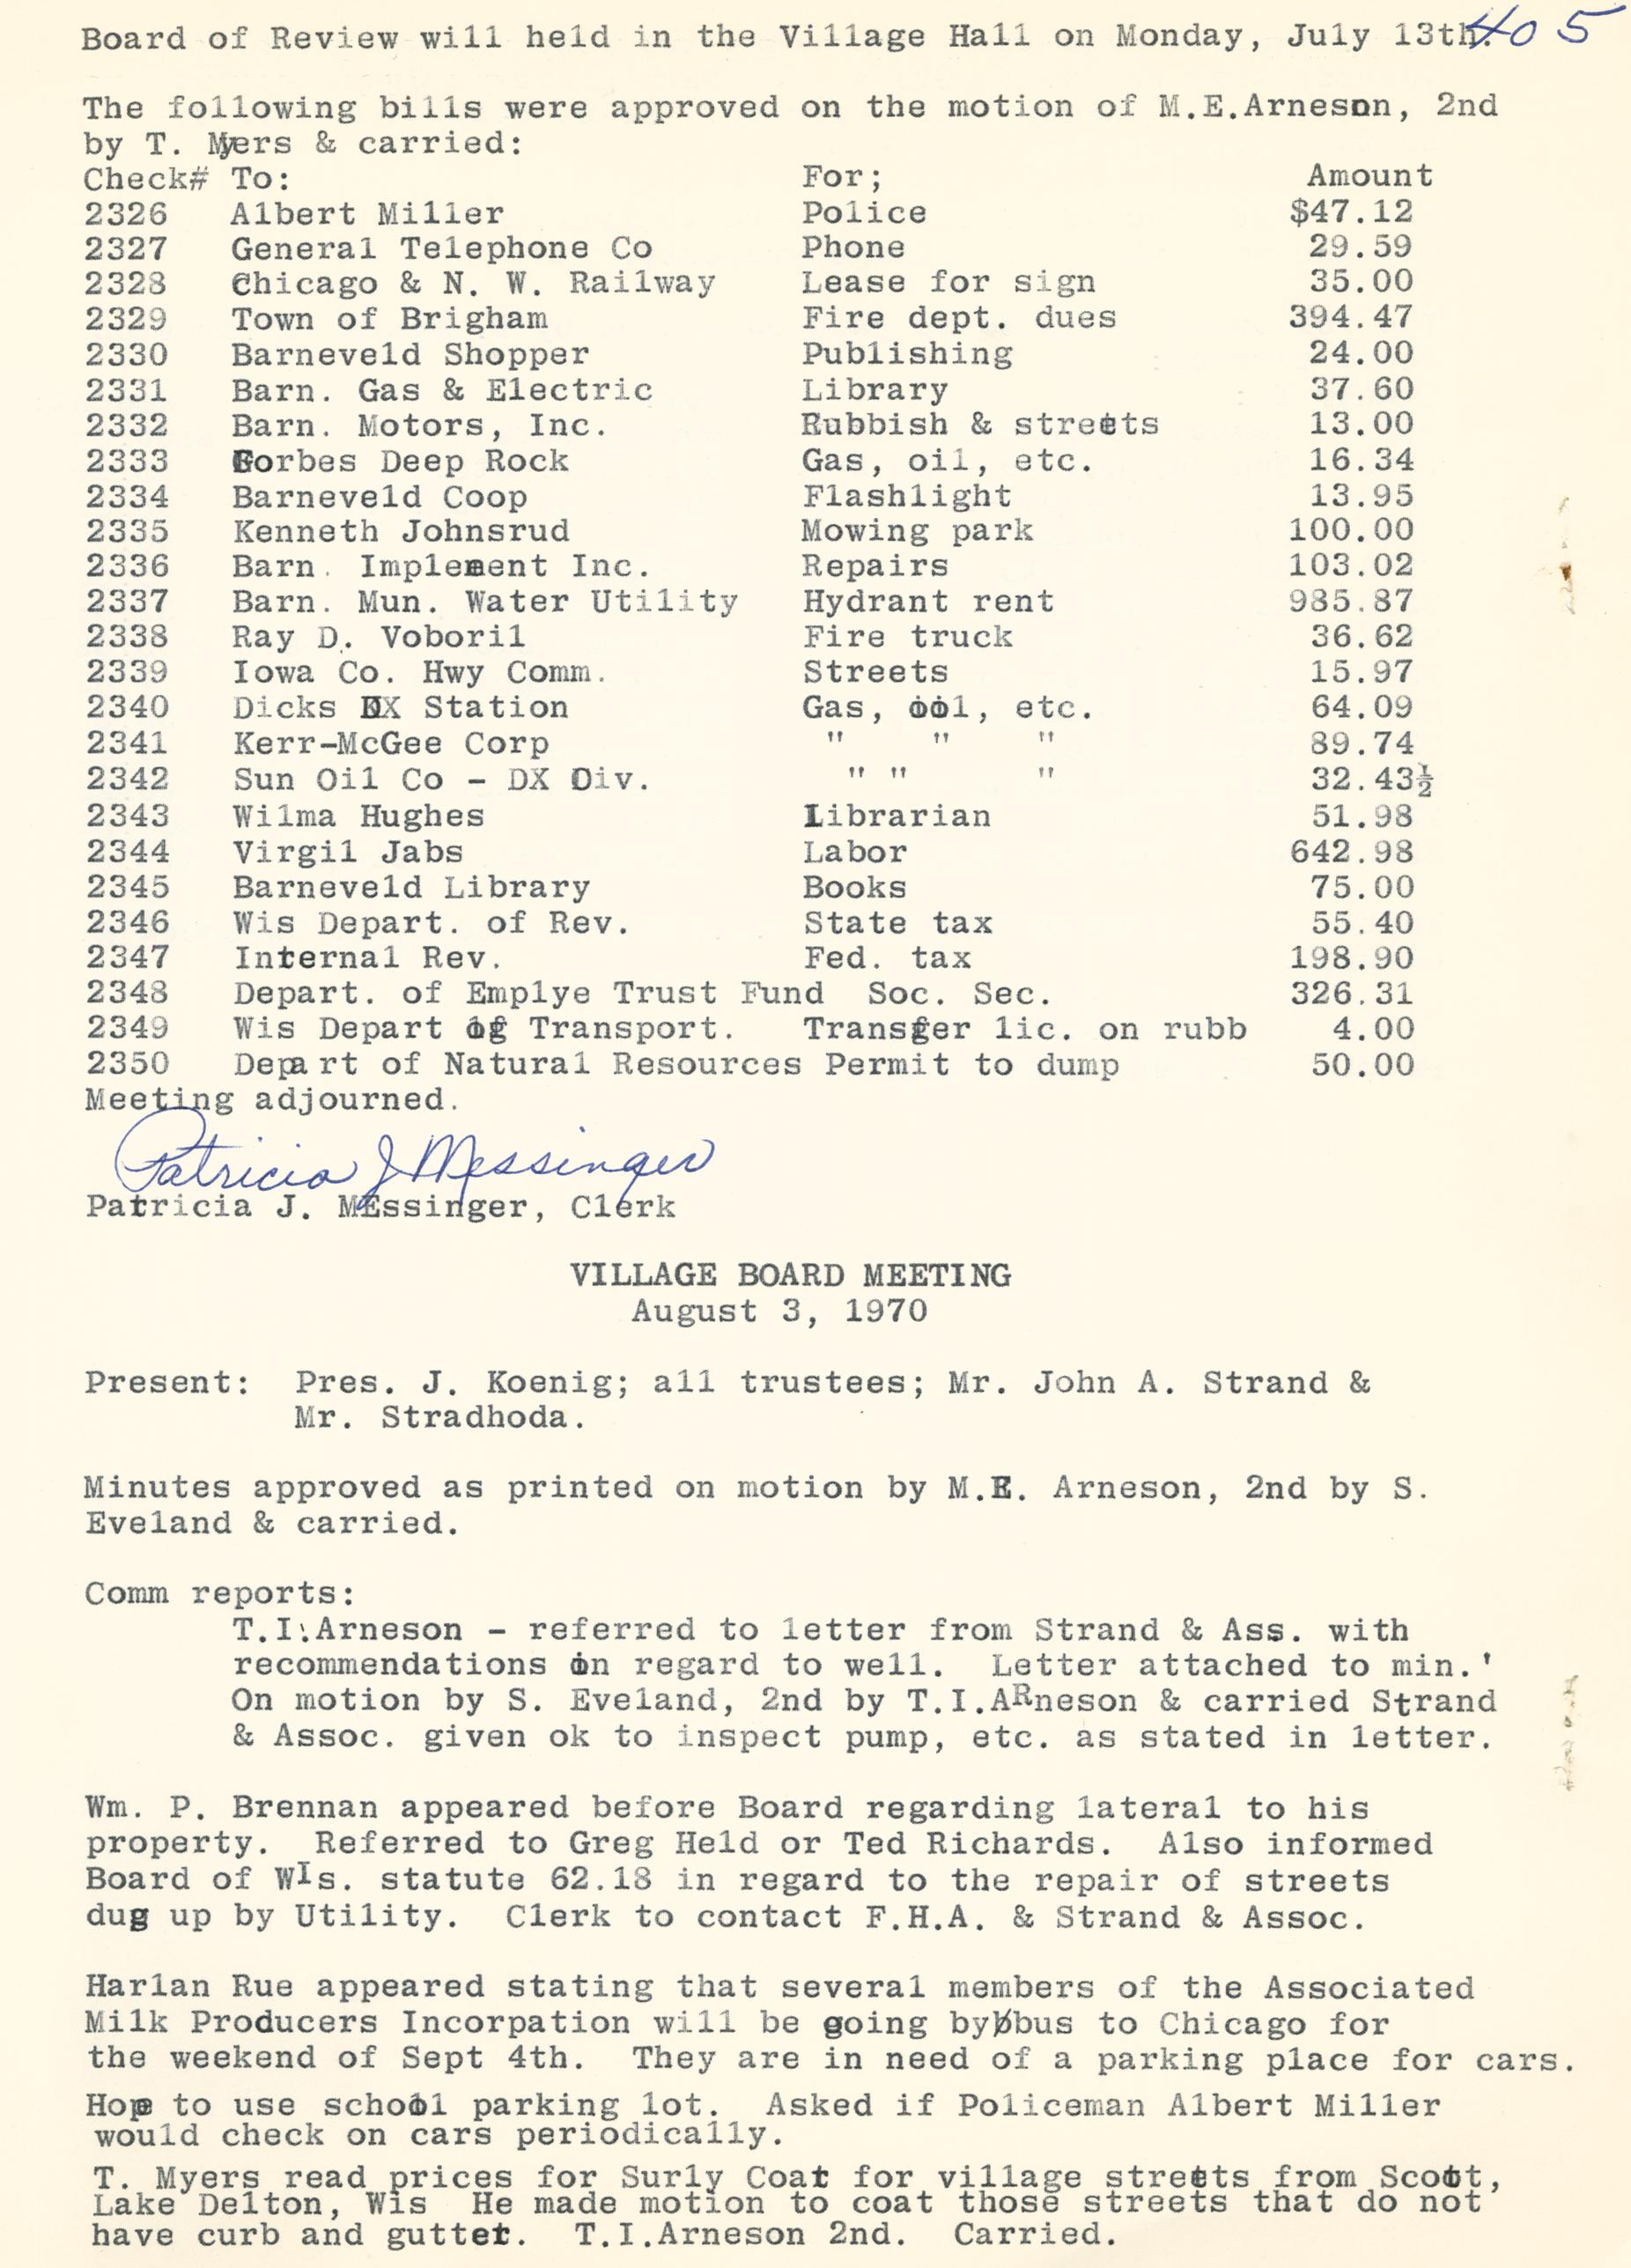 Board of Review will held in the Village Hall on Monday, July 13th. 405
The following bills were approved on the motion of M.E.Arneson, 2nd
by T. Myers & carried:
Check# To: For; Amount
2326 Albert Miller Police $47.12
2327 General Telephone Co Phone 29.59
2328 Chicago & N. W. Railway Lease for sign 35.00
2329 Town of Brigham Fire dept. dues 394.47
2330 Barneveld Shopper Publishing 24.00
2331 Barn. Gas & Electric Library 37.60
2332 Barn. Motors, Inc. Rubbish & streets 13.00
2333 Forbes Deep Rock Gas, oil, etc. 16.34
2334 Barneveld Coop Flashlight 13.95
2335 Kenneth Johnsrud Mowing park 100.00
2336 Barn. Implement Inc. Repairs 103.02
2337 Barn. Mun. Water Utility Hydrant rent 985.87
2338 Ray D. Voboril Fire truck 36.62
2339 Iowa Co. Hwy Comm. Streets 15.97
2340 Dicks DX Station Gas, oil, etc. 64.09
2341 Kerr-McGee Corp " " " 89.74
2342 Sun Oil Co - DX Div. " " " 32.43½
2343 Wilma Hughes Librarian 51.98
2344 Virgil Jabs Labor 642.98
2345 Barneveld Library Books 75.00
2346 Wis Depart. of Rev. State tax 55.40
2347 Internal Rev. Fed. tax 198.90
2348 Depart. of Emplye Trust Fund Soc. Sec. 326.31
2349 Wis Depart of Transport. Transfer lic. on rubb 4.00
2350 Depart of Natural Resources Permit to dump 50.00
Meeting adjourned.
Patricia J Messinger
Patricia J. MEssinger, Clerk
VILLAGE BOARD MEETING
August 3, 1970
Present: Pres. J. Koenig; all trustees; Mr. John A. Strand &
Mr. Stradhoda.
Minutes approved as printed on motion by M.E. Arneson, 2nd by S.
Eveland & carried.
Comm reports:
T.I.Arneson - referred to letter from Strand & Ass. with
recommendations in regard to well. Letter attached to min.'
On motion by S. Eveland, 2nd by T.I.ARneson & carried Strand
& Assoc. given ok to inspect pump, etc. as stated in letter.
Wm. P. Brennan appeared before Board regarding lateral to his
property. Referred to Greg Held or Ted Richards. Also informed
Board of WIs. statute 62.18 in regard to the repair of streets
dug up by Utility. Clerk to contact F.H.A. & Strand & Assoc.
Harlan Rue appeared stating that several members of the Associated
Milk Producers Incorpation will be going by bus to Chicago for
the weekend of Sept 4th. They are in need of a parking place for cars.
Hope to use school parking lot. Asked if Policeman Albert Miller
would check on cars periodically.
T. Myers read prices for Surly Coat for village streets from Scott,
Lake Delton, Wis He made motion to coat those streets that do not
have curb and gutter. T.I.Arneson 2nd. Carried.